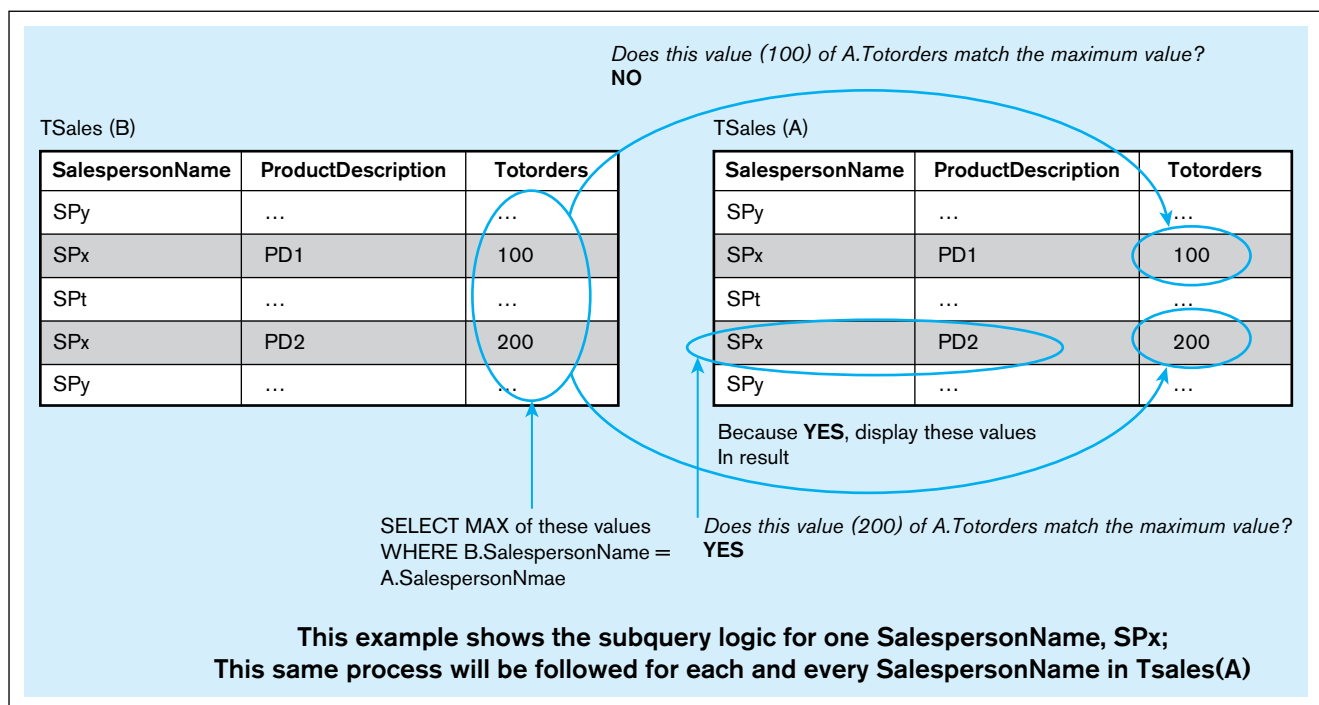 Does this value (100) of A.Totorders match the maximum value?
NO
TSales (B)
SalespersonName ProductDescription Totorders
SPy ... ...
SPx PD1 100
SPt ... ...
SPx PD2 200
SPy ... ...
TSales (A)
SalespersonName ProductDescription Totorders
SPy ... ...
SPx PD1 100
SPt ... ...
SPx PD2 200
SPy ... ...
Because YES, display these values
In result
SELECT MAX of these values
WHERE B.SalespersonName =
A.SalespersonNmae
Does this value (200) of A.Totorders match the maximum value?
YES
This example shows the subquery logic for one SalespersonName, SPx;
This same process will be followed for each and every SalespersonName in Tsales(A)